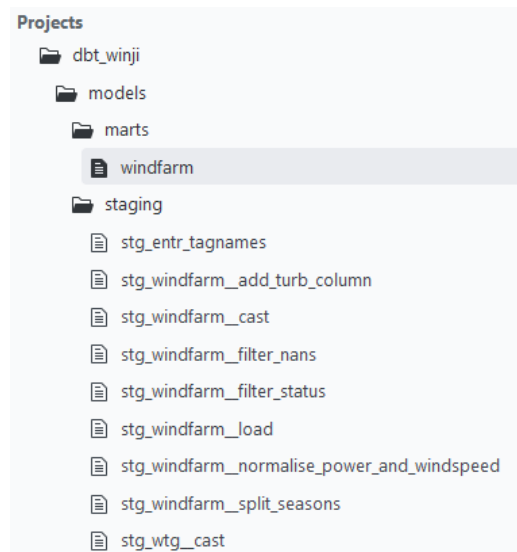 Projects
dbt_winji
models
marts
windfarm
staging
stg_entr_tagnames
stg_windfarm__add_turb_column
stg_windfarm__cast
stg_windfarm__filter_nans
stg_windfarm__filter_status
stg_windfarm__load
stg_windfarm__normalise_power_and_windspeed
stg_windfarm__split_seasons
stg_wtg__cast